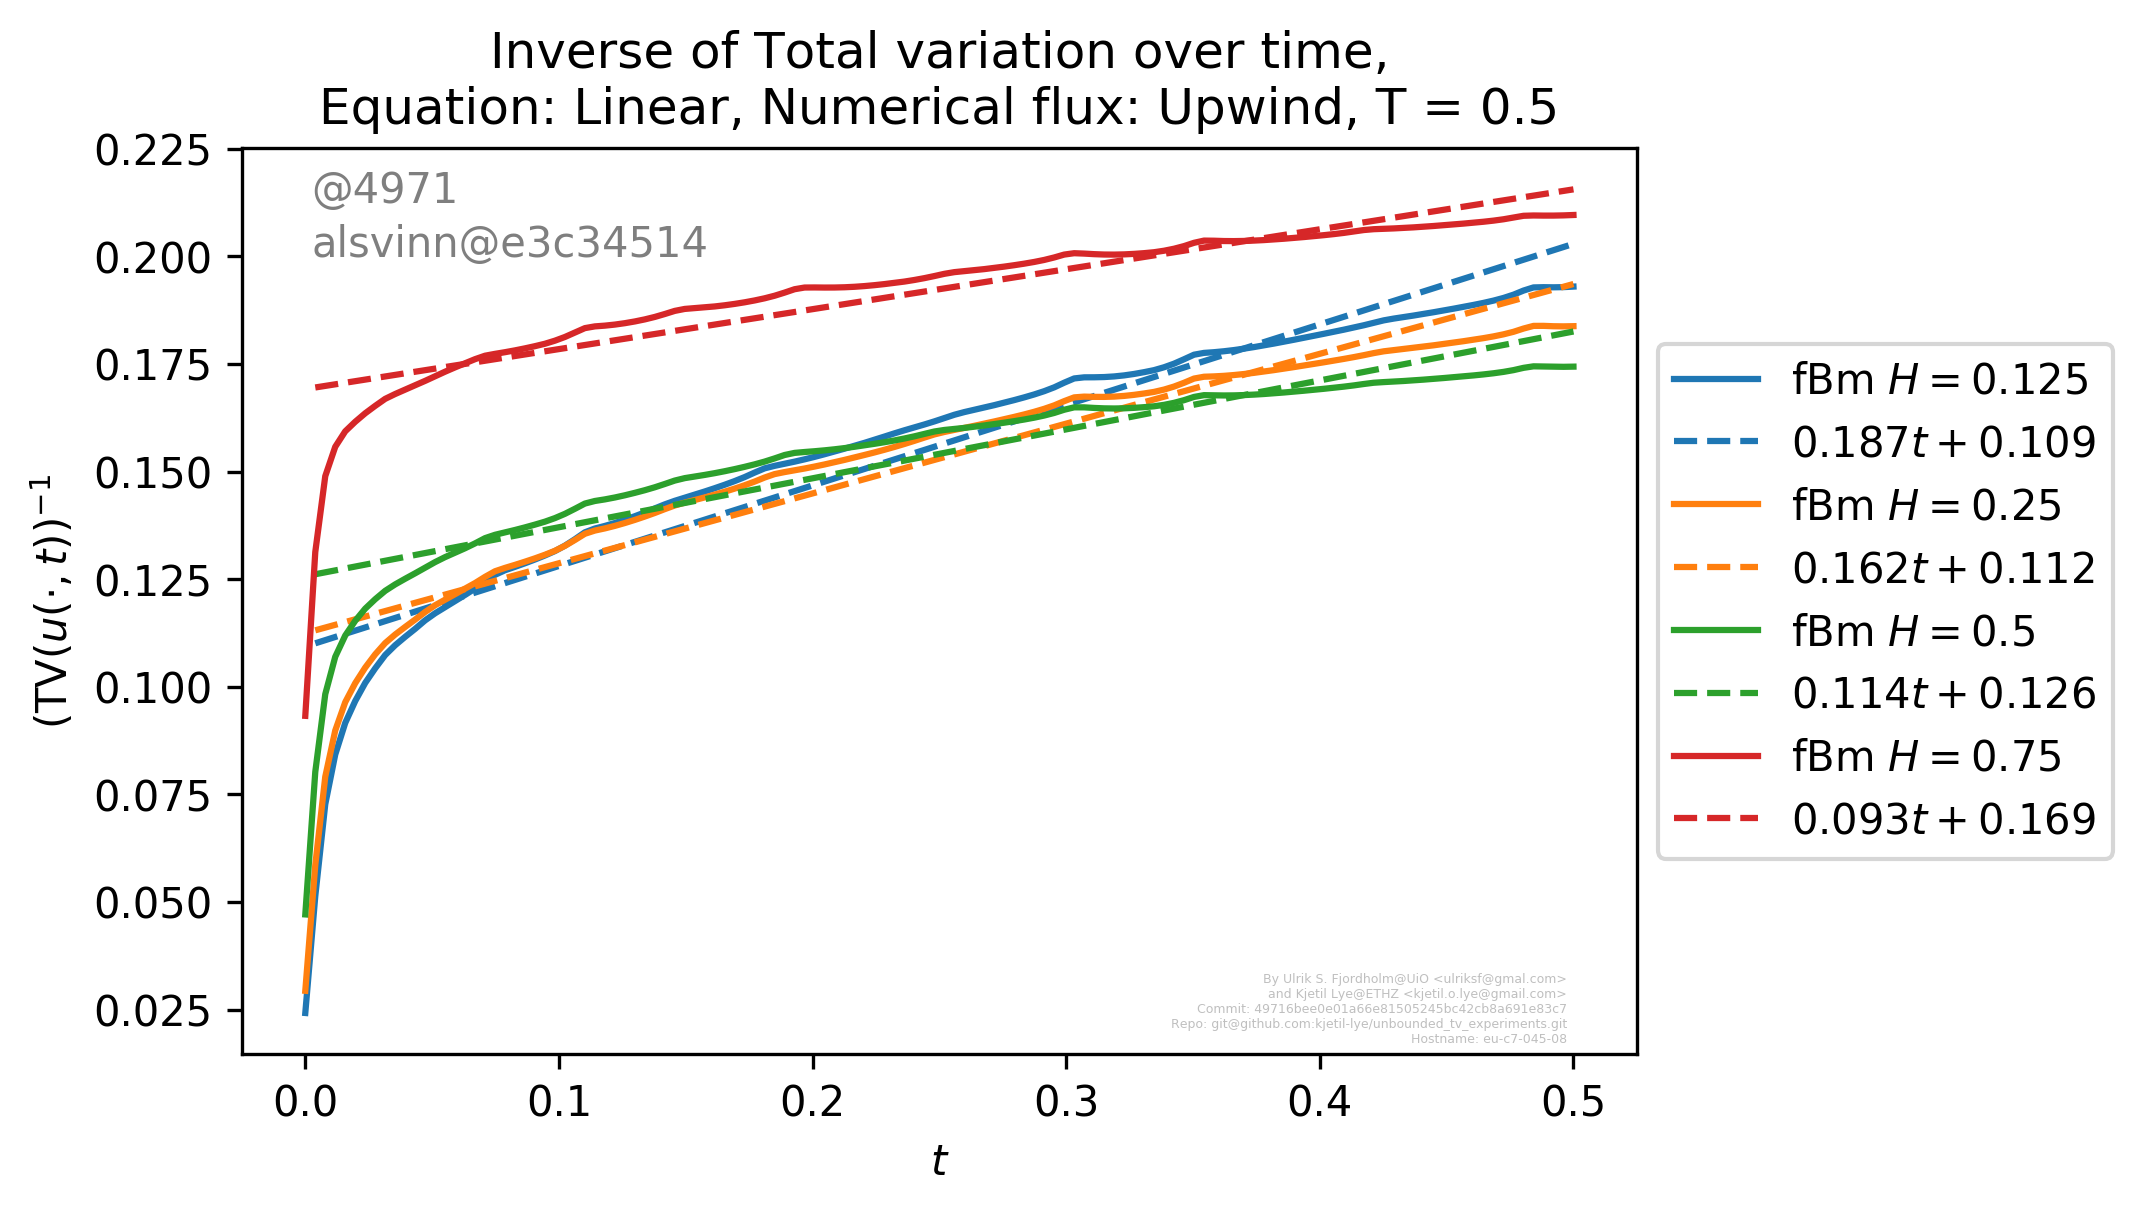 Inverse of Total variation over time,
Equation: Linear, Numerical flux: Upwind, T = 0.5
0.225
0.200
0.175
0.150
0.125
0.100
0.075
0.050
0.025
(TV(u(·, t))⁻¹
@4971
alsvinn@e3c34514
By Ulrik S. Fjordholm@UiO <ulriksf@gmal.com>
and Kjetil Lye@ETHZ <kjetil.o.lye@gmail.com>
Commit: 49716bee0e01a66e81505245bc42cb8a691e83c7
Repo: git@github.com:kjetil-lye/unbounded_tv_experiments.git
Hostname: eu-c7-045-08
0.0 0.1 0.2 0.3 0.4 0.5
t
fBm H = 0.125
0.187t + 0.109
fBm H = 0.25
0.162t + 0.112
fBm H = 0.5
0.114t + 0.126
fBm H = 0.75
0.093t + 0.169